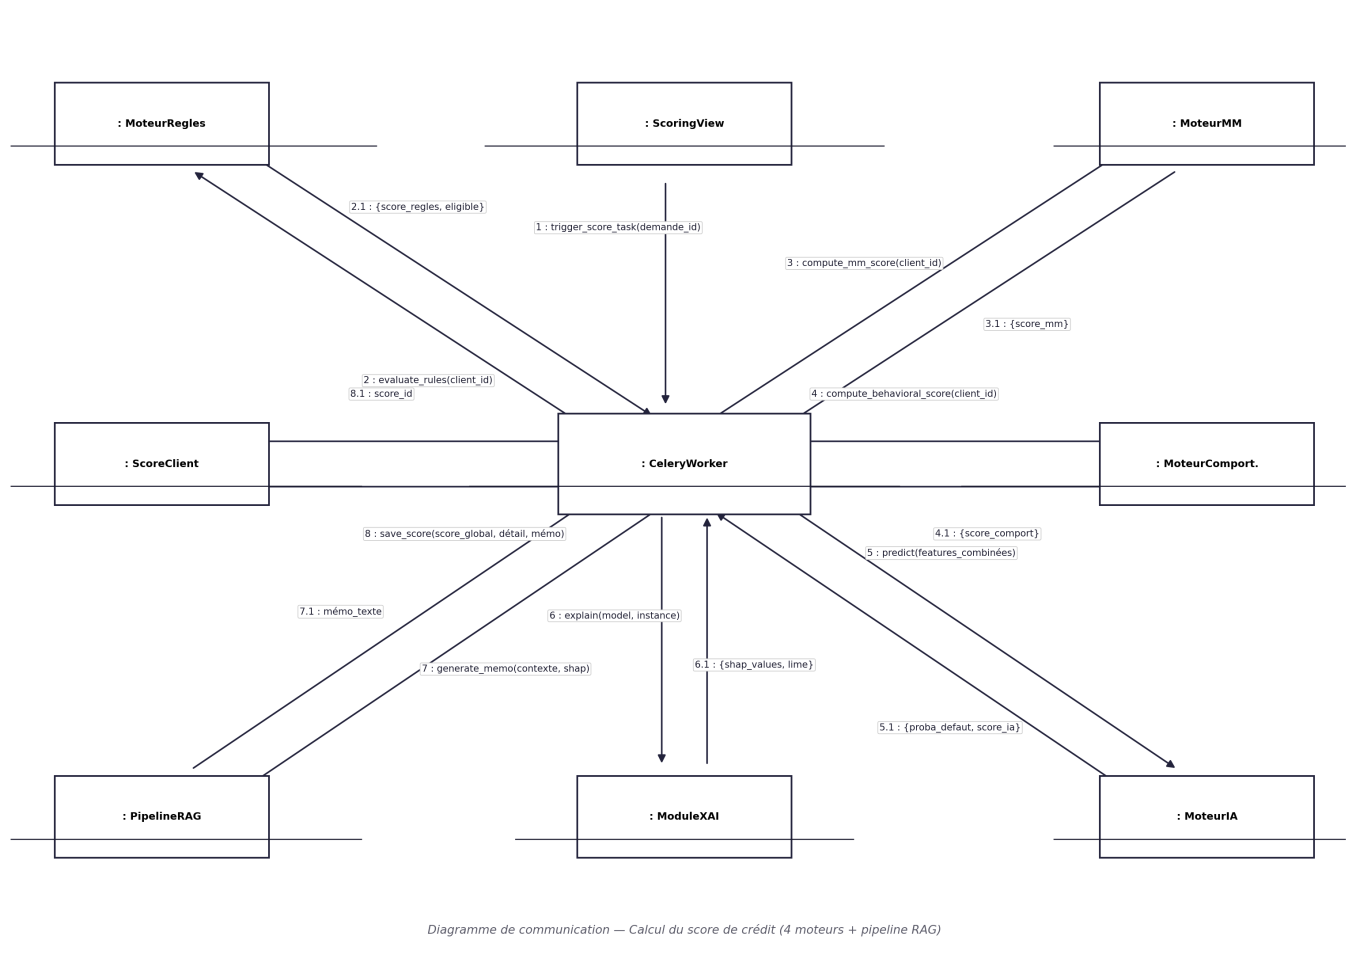 : MoteurRegles
: ScoringView
: MoteurMM
2.1 : {score_regles, eligible}
1 : trigger_score_task(demande_id)
3 : compute_mm_score(client_id)
3.1 : {score_mm}
2 : evaluate_rules(client_id)
8.1 : score_id
4 : compute_behavioral_score(client_id)
: ScoreClient
: CeleryWorker
: MoteurComport.
8 : save_score(score_global, détail, mémo)
4.1 : {score_comport}
5 : predict(features_combinées)
7.1 : mémo_texte
6 : explain(model, instance)
7 : generate_memo(contexte, shap)
6.1 : {shap_values, lime}
5.1 : {proba_defaut, score_ia}
: PipelineRAG
: ModuleXAI
: MoteurIA
Diagramme de communication — Calcul du score de crédit (4 moteurs + pipeline RAG)